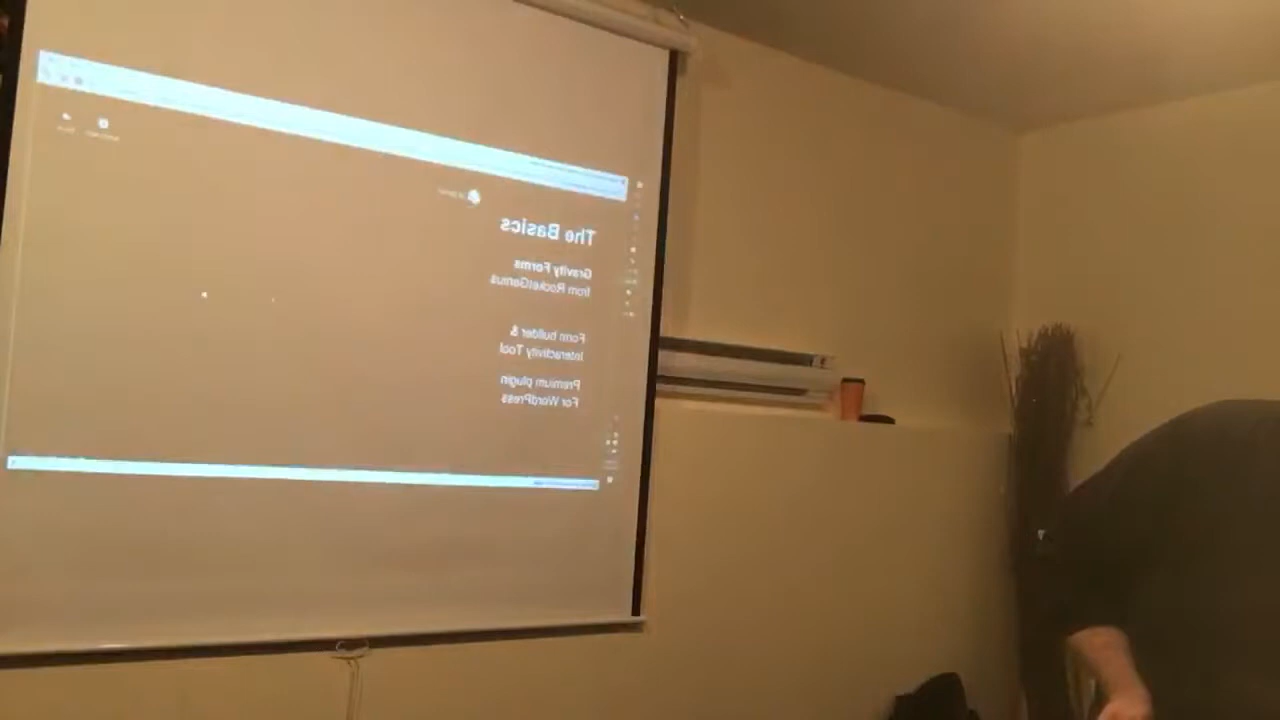 The Basics
Gravity Forms
from RocketGenius
Form builder &
Interactivity Tool
Premium plugin
For WordPress